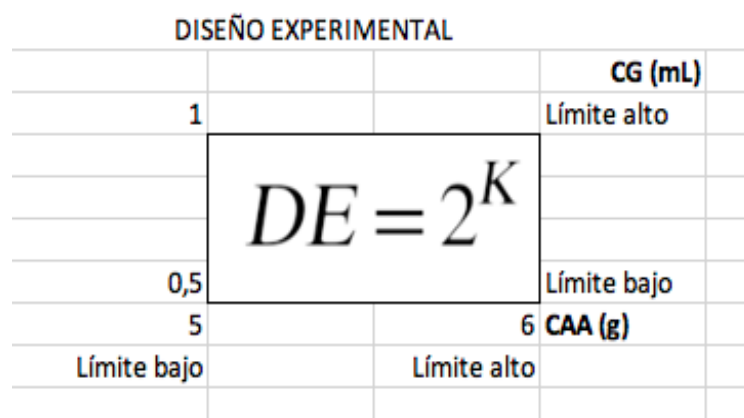 DISEÑO EXPERIMENTAL
CG (mL)
1 Límite alto
DE = 2^K
0,5 Límite bajo
5 6 CAA (g)
Límite bajo Límite alto